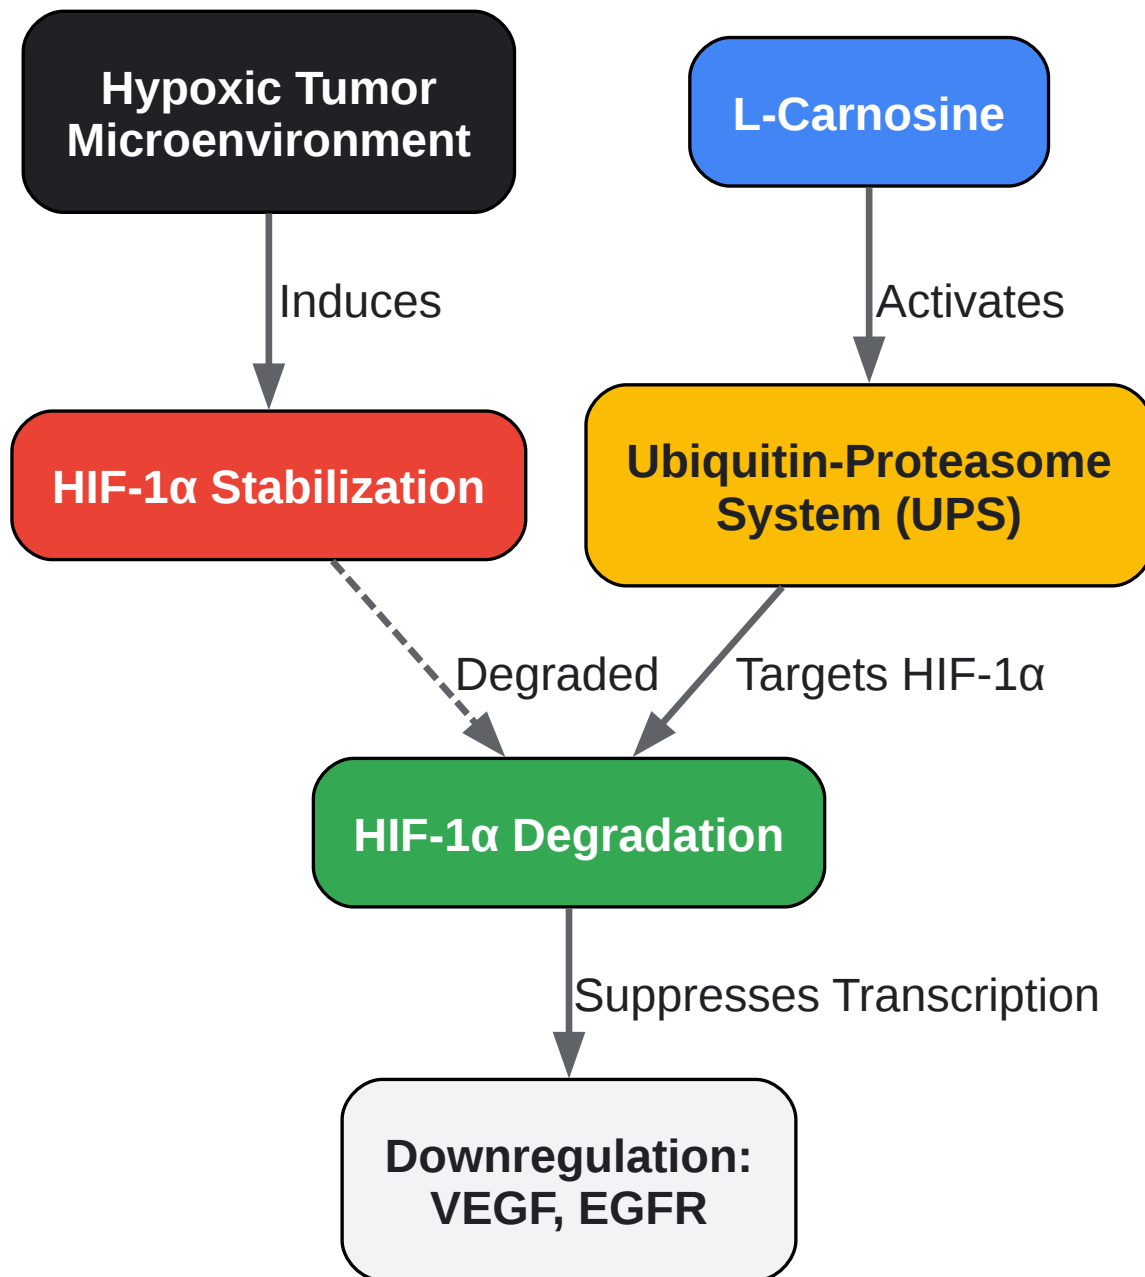 Hypoxic Tumor
Microenvironment
L-Carnosine
Induces
Activates
HIF-1α Stabilization
Ubiquitin-Proteasome
System (UPS)
Degraded
Targets HIF-1α
HIF-1α Degradation
Suppresses Transcription
Downregulation:
VEGF, EGFR